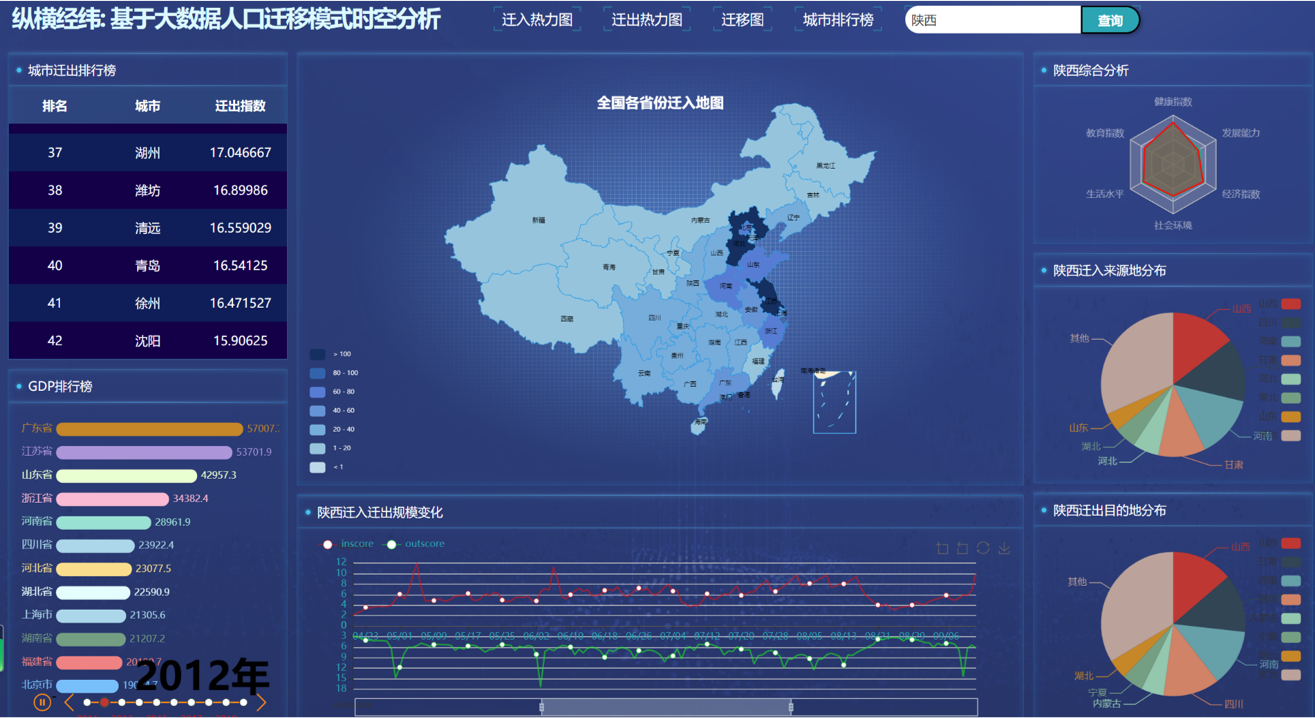 纵横经纬: 基于大数据人口迁移模式时空分析
迁入热力图 迁出热力图 迁移图 城市排行榜
陕西 查询
城市迁出排行榜
排名 城市 迁出指数
37 湖州 17.046667
38 潍坊 16.89986
39 清远 16.559029
40 青岛 16.54125
41 徐州 16.471527
42 沈阳 15.90625
GDP排行榜
广东省 57007.
江苏省 53701.9
山东省 42957.3
浙江省 34382.4
河南省 28961.9
四川省 23922.4
河北省 23077.5
湖北省 22590.9
上海市 21305.6
湖南省 21207.2
福建省
北京市
2012年
全国各省份迁入地图
黑龙江
吉林
辽宁
内蒙古
新疆
宁夏
山西
山东
青海
甘肃
陕西
河南
安徽
四川
湖北
重庆
浙江
西藏
湖南
江西
贵州
福建
云南
广西
广东
台湾
香港
海南
> 100
80 - 100
60 - 80
40 - 60
20 - 40
1 - 20
< 1
陕西迁入迁出规模变化
inscore outscore
12
10
8
6
4
2
0
04/23 05/01 05/09 05/17 05/25 06/02 06/10 06/18 06/26 07/04 07/12 07/20 07/28 08/05 08/13 08/21 08/29 09/06
3
6
9
12
15
18
陕西综合分析
健康指数
教育指数
发展能力
生活水平
经济指数
社会环境
陕西迁入来源地分布
山西
其他
山东
河南
湖北
河北
甘肃
陕西迁出目的地分布
山西
其他
河南
湖北
宁夏
内蒙古
四川